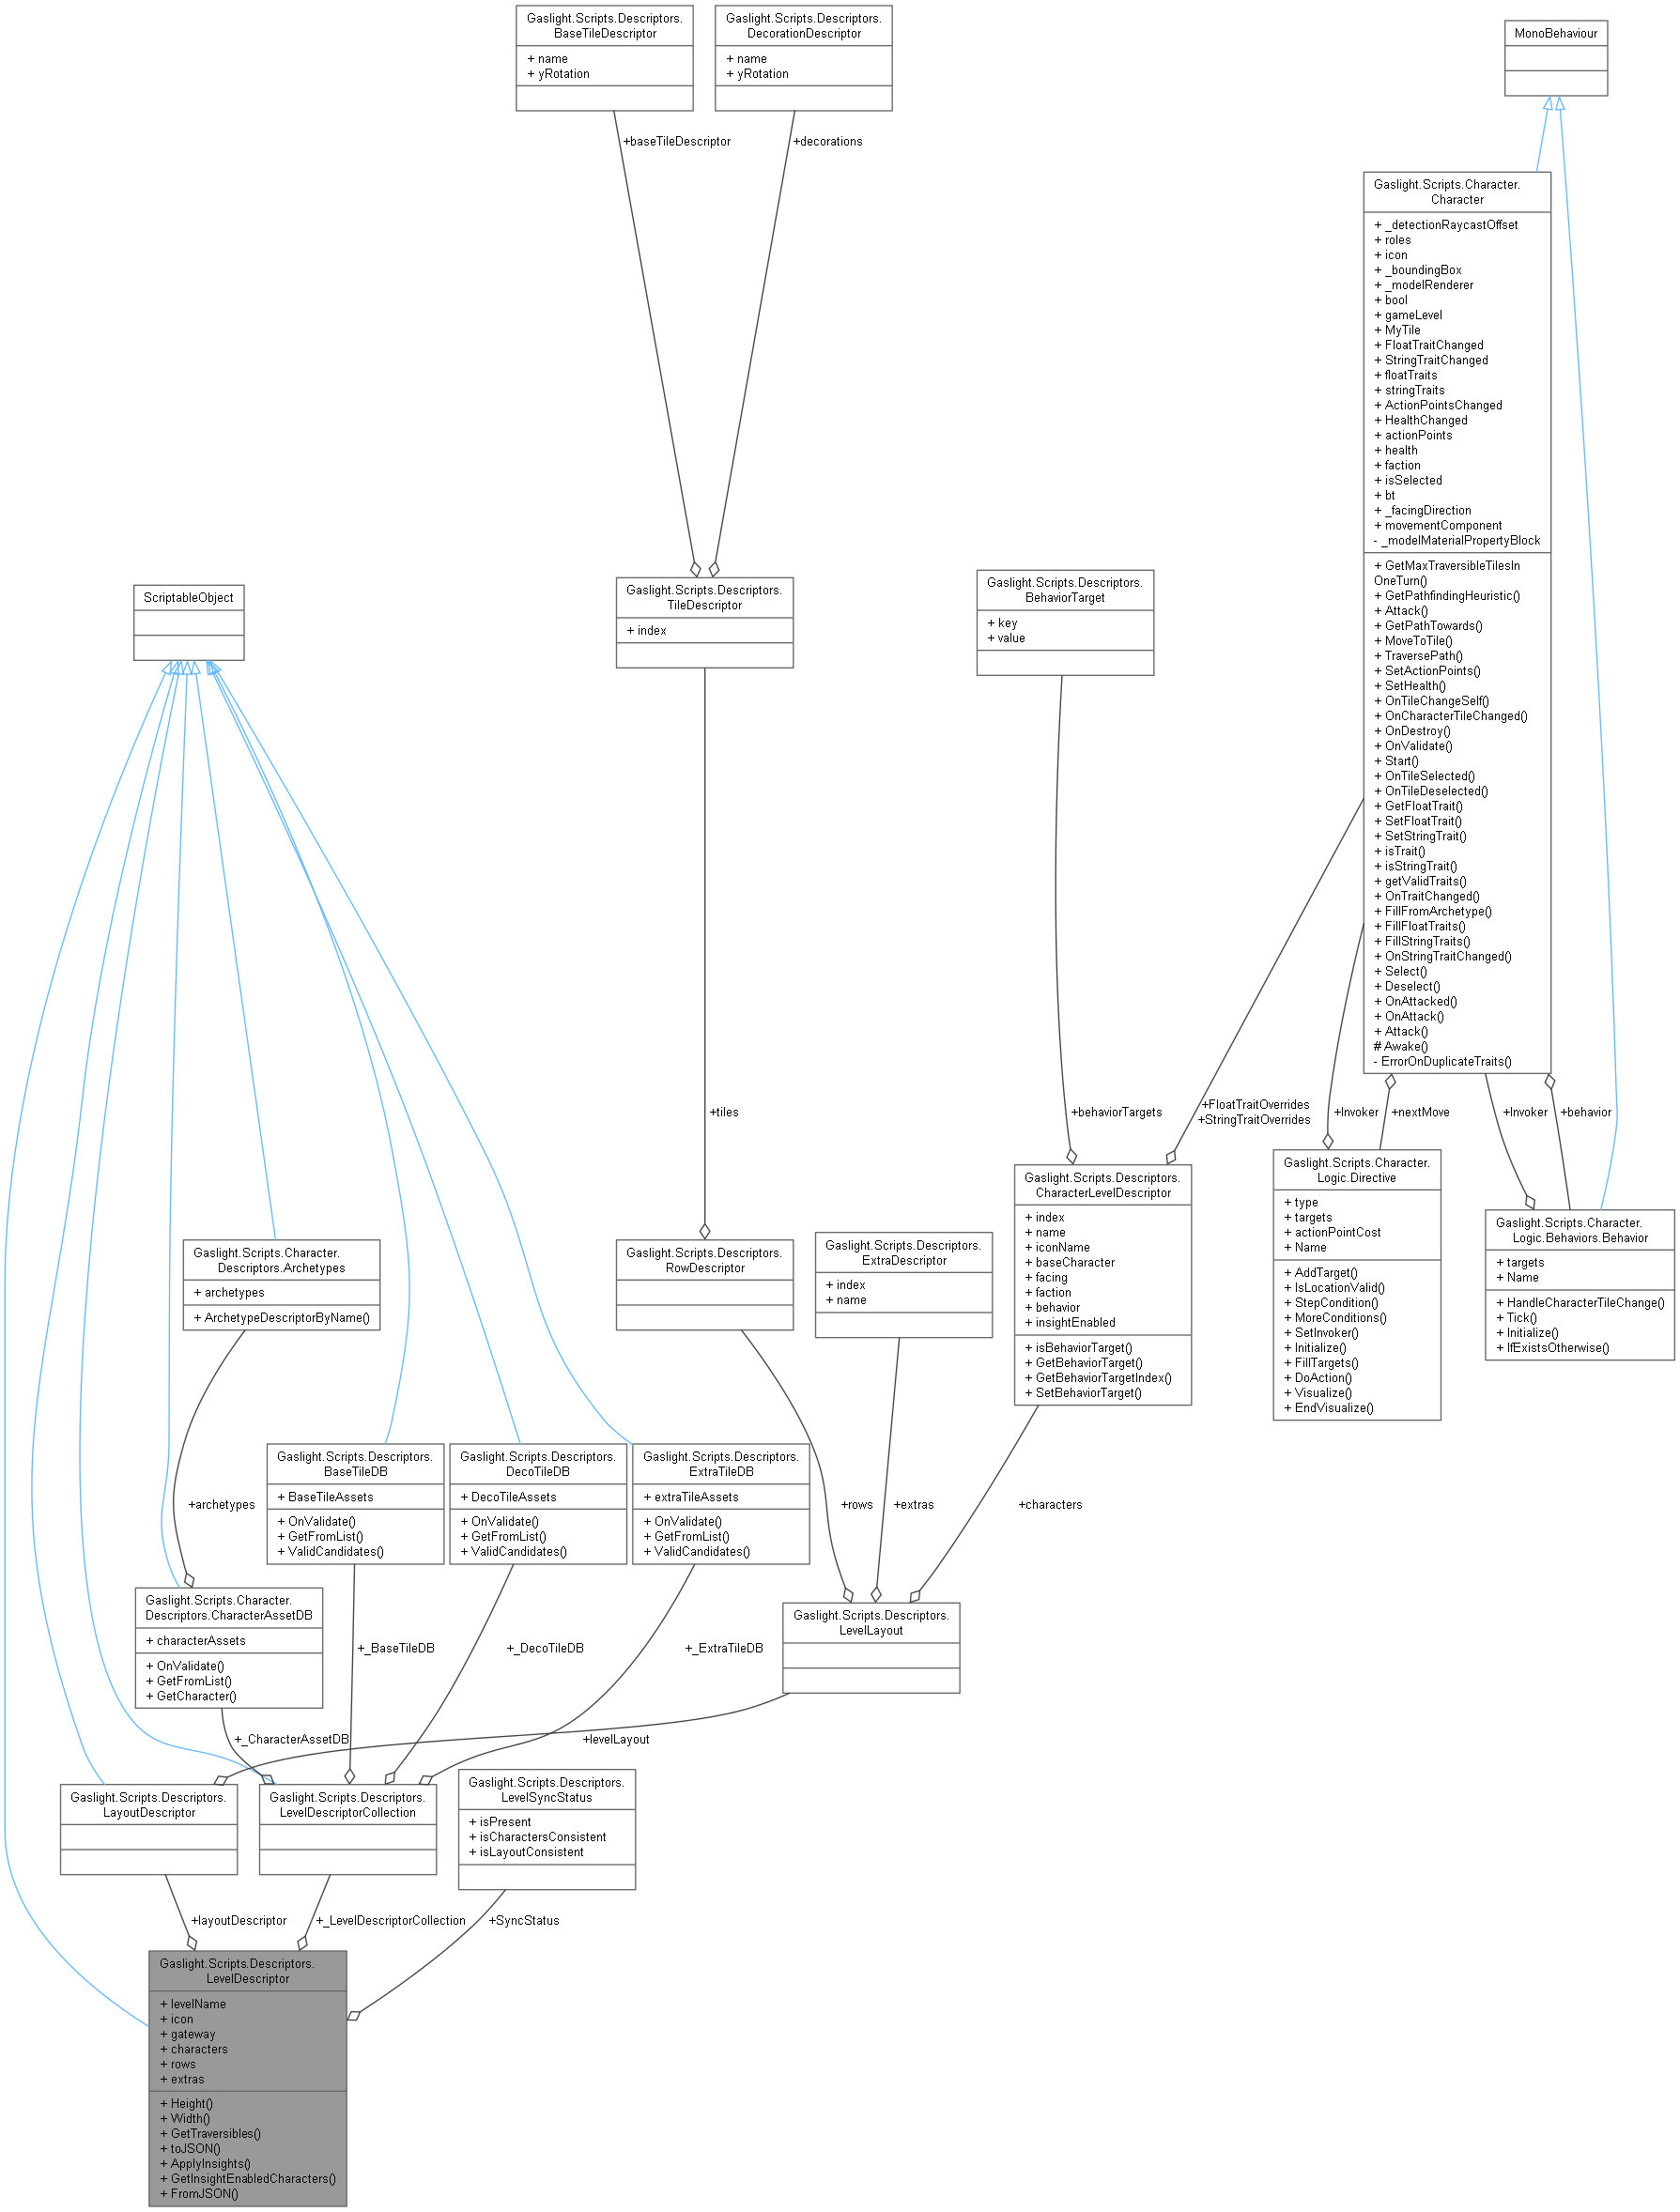 Gaslight.Scripts.Descriptors.
BaseTileDescriptor
+ name
+ yRotation
Gaslight.Scripts.Descriptors.
DecorationDescriptor
+ name
+ yRotation
MonoBehaviour
+baseTileDescriptor
+decorations
Gaslight.Scripts.Character.
Character
+ _detectionRaycastOffset
+ roles
+ icon
+ _boundingBox
+ _modelRenderer
+ bool
+ gameLevel
+ MyTile
+ FloatTraitChanged
+ StringTraitChanged
+ floatTraits
+ stringTraits
+ ActionPointsChanged
+ HealthChanged
+ actionPoints
+ health
+ faction
+ isSelected
+ bt
+ _facingDirection
+ movementComponent
- _modelMaterialPropertyBlock
+ GetMaxTraversibleTilesIn
OneTurn()
+ GetPathfindingHeuristic()
+ Attack()
+ GetPathTowards()
+ MoveToTile()
+ TraversePath()
+ SetActionPoints()
+ SetHealth()
+ OnTileChangeSelf()
+ OnCharacterTileChanged()
+ OnDestroy()
+ OnValidate()
+ Start()
+ OnTileSelected()
+ OnTileDeselected()
+ GetFloatTrait()
+ SetFloatTrait()
+ SetStringTrait()
+ isTrait()
+ isStringTrait()
+ getValidTraits()
+ OnTraitChanged()
+ FillFromArchetype()
+ FillFloatTraits()
+ FillStringTraits()
+ OnStringTraitChanged()
+ Select()
+ Deselect()
+ OnAttacked()
+ OnAttack()
+ Attack()
# Awake()
- ErrorOnDuplicateTraits()
ScriptableObject
Gaslight.Scripts.Descriptors.
TileDescriptor
+ index
Gaslight.Scripts.Descriptors.
BehaviorTarget
+ key
+ value
+tiles
+behaviorTargets
+FloatTraitOverrides
+StringTraitOverrides
+Invoker
+nextMove
+Invoker
+behavior
Gaslight.Scripts.Character.
Descriptors.Archetypes
+ archetypes
+ ArchetypeDescriptorByName()
Gaslight.Scripts.Descriptors.
RowDescriptor
Gaslight.Scripts.Descriptors.
ExtraDescriptor
+ index
+ name
Gaslight.Scripts.Descriptors.
CharacterLevelDescriptor
+ index
+ name
+ iconName
+ baseCharacter
+ facing
+ faction
+ behavior
+ insightEnabled
+ isBehaviorTarget()
+ GetBehaviorTarget()
+ GetBehaviorTargetIndex()
+ SetBehaviorTarget()
Gaslight.Scripts.Character.
Logic.Directive
+ type
+ targets
+ actionPointCost
+ Name
+ AddTarget()
+ IsLocationValid()
+ StepCondition()
+ MoreConditions()
+ SetInvoker()
+ Initialize()
+ FillTargets()
+ DoAction()
+ Visualize()
+ EndVisualize()
Gaslight.Scripts.Character.
Logic.Behaviors.Behavior
+ targets
+ Name
+ HandleCharacterTileChange()
+ Tick()
+ Initialize()
+ IfExistsOtherwise()
+archetypes
Gaslight.Scripts.Descriptors.
BaseTileDB
+ BaseTileAssets
+ OnValidate()
+ GetFromList()
+ ValidCandidates()
Gaslight.Scripts.Descriptors.
DecoTileDB
+ DecoTileAssets
+ OnValidate()
+ GetFromList()
+ ValidCandidates()
Gaslight.Scripts.Descriptors.
ExtraTileDB
+ extraTileAssets
+ OnValidate()
+ GetFromList()
+ ValidCandidates()
+rows
+extras
+characters
Gaslight.Scripts.Character.
Descriptors.CharacterAssetDB
+ characterAssets
+ OnValidate()
+ GetFromList()
+ GetCharacter()
+_BaseTileDB
+_DecoTileDB
+_ExtraTileDB
Gaslight.Scripts.Descriptors.
LevelLayout
+_CharacterAssetDB
+levelLayout
Gaslight.Scripts.Descriptors.
LayoutDescriptor
Gaslight.Scripts.Descriptors.
LevelDescriptorCollection
Gaslight.Scripts.Descriptors.
LevelSyncStatus
+ isPresent
+ isCharactersConsistent
+ isLayoutConsistent
+layoutDescriptor
+_LevelDescriptorCollection
+SyncStatus
Gaslight.Scripts.Descriptors.
LevelDescriptor
+ levelName
+ icon
+ gateway
+ characters
+ rows
+ extras
+ Height()
+ Width()
+ GetTraversibles()
+ toJSON()
+ ApplyInsights()
+ GetInsightEnabledCharacters()
+ FromJSON()